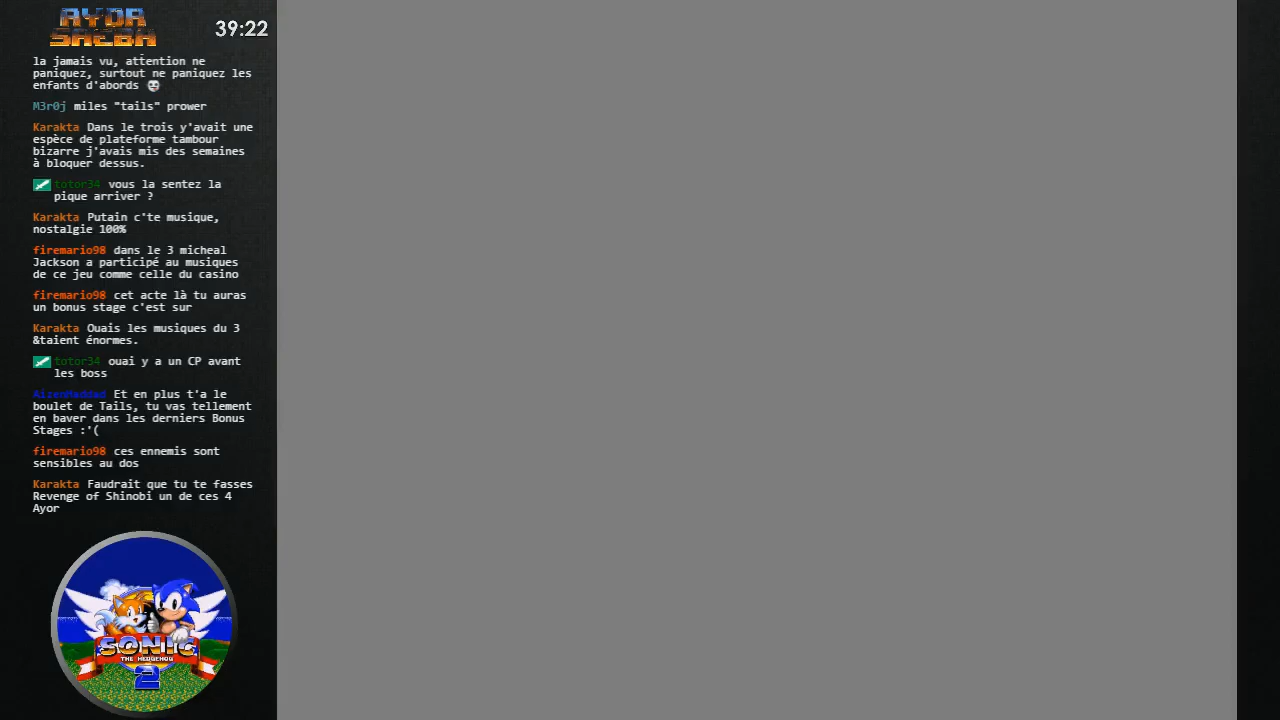 AYOR
SAEBA
39:22
la jamais vu, attention ne
paniquez, surtout ne paniquez les
enfants d'abords
M3r0j miles "tails" prower
Karakta Dans le trois y'avait une
espèce de plateforme tambour
bizarre j'avais mis des semaines
à bloquer dessus.
totor34 vous la sentez la
pique arriver ?
Karakta Putain c'te musique,
nostalgie 100%
firemario98 dans le 3 micheal
Jackson a participé au musiques
de ce jeu comme celle du casino
firemario98 cet acte là tu auras
un bonus stage c'est sur
Karakta Ouais les musiques du 3
&taient énormes.
totor34 ouai y a un CP avant
les boss
AizenHaddad Et en plus t'a le
boulet de Tails, tu vas tellement
en baver dans les derniers Bonus
Stages :'(
firemario98 ces ennemis sont
sensibles au dos
Karakta Faudrait que tu te fasses
Revenge of Shinobi un de ces 4
Ayor
SONIC
THE HEDGEHOG
2